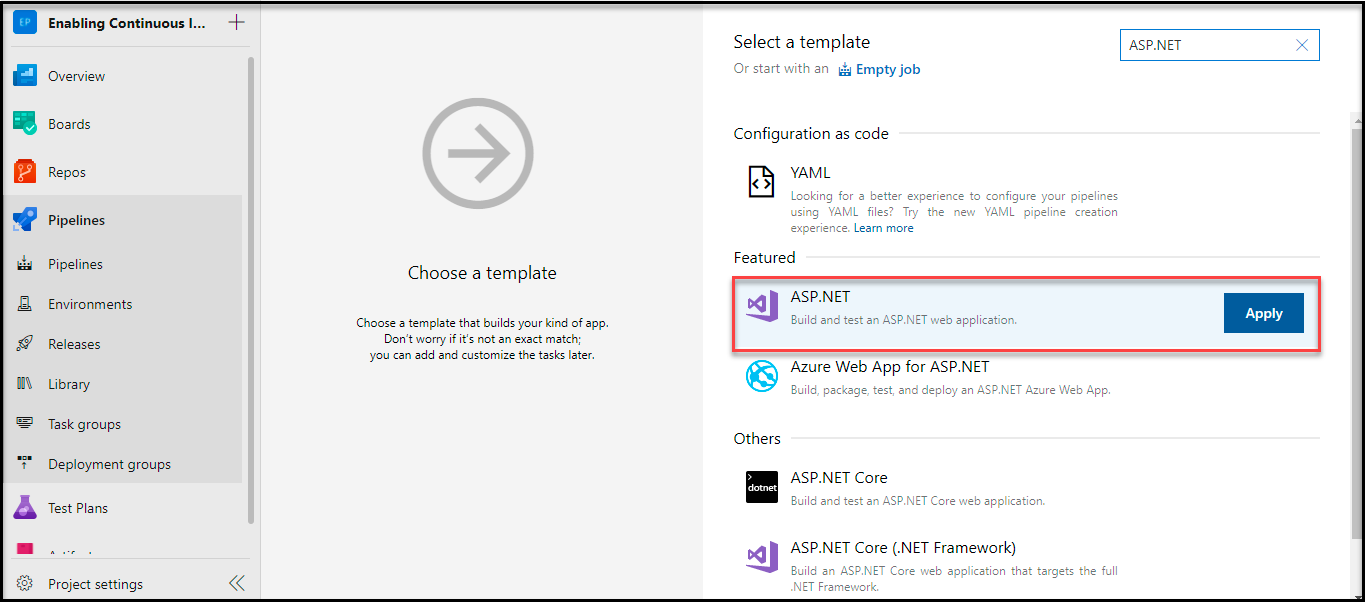 EP
Enabling Continuous I...
Overview
Boards
Repos
Pipelines
Pipelines
Environments
Releases
Library
Task groups
Deployment groups
Test Plans
Project settings
Choose a template
Choose a template that builds your kind of app.
Don't worry if it's not an exact match;
you can add and customize the tasks later.
Select a template
ASP.NET
Or start with an Empty job
Configuration as code
YAML
Looking for a better experience to configure your pipelines
using YAML files? Try the new YAML pipeline creation
experience. Learn more
Featured
ASP.NET
Build and test an ASP.NET web application.
Apply
Azure Web App for ASP.NET
Build, package, test, and deploy an ASP.NET Azure Web App.
Others
dotnet
ASP.NET Core
Build and test an ASP.NET Core web application.
ASP.NET Core (.NET Framework)
Build an ASP.NET Core web application that targets the full
.NET Framework.